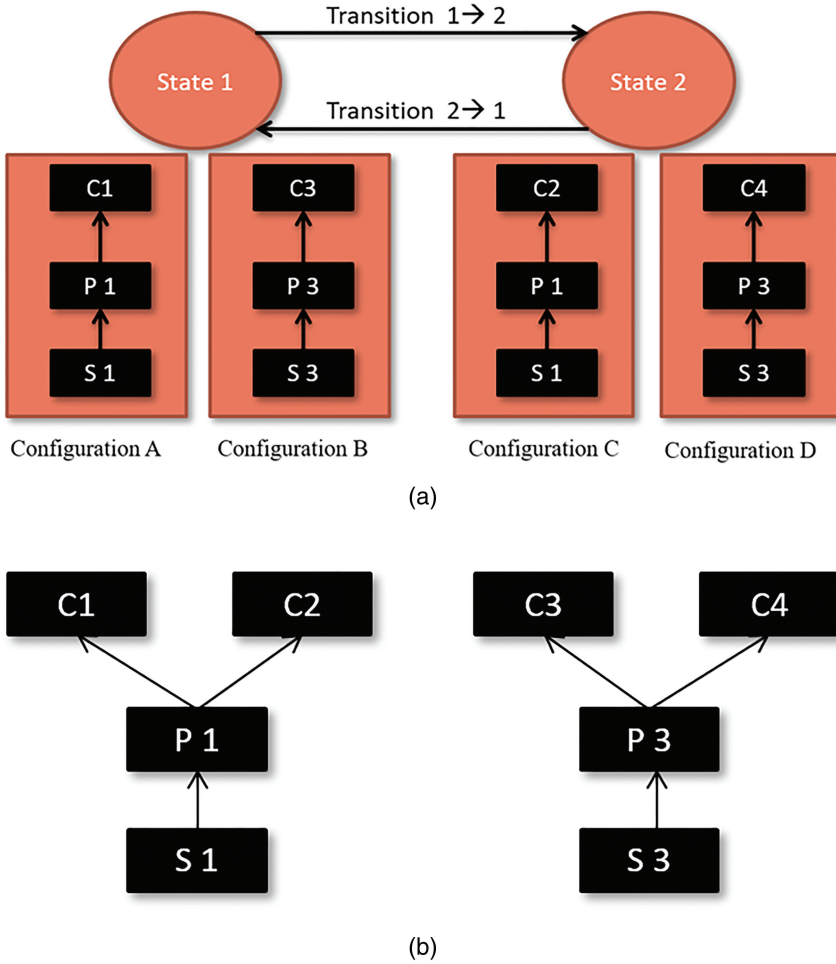 Transition 1→ 2
State 1
State 2
Transition 2→ 1
C1
C3
C2
C4
P 1
P 3
P 1
P 3
S 1
S 3
S 1
S 3
Configuration A
Configuration B
Configuration C
Configuration D
(a)
C1
C2
C3
C4
P 1
P 3
S 1
S 3
(b)